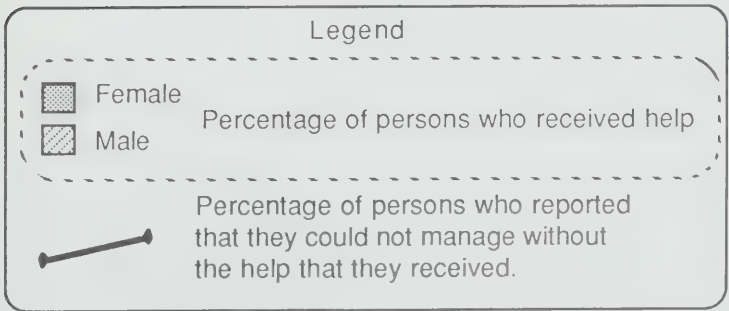 Legend
Female
Male
Percentage of persons who received help
Percentage of persons who reported
that they could not manage without
the help that they received.